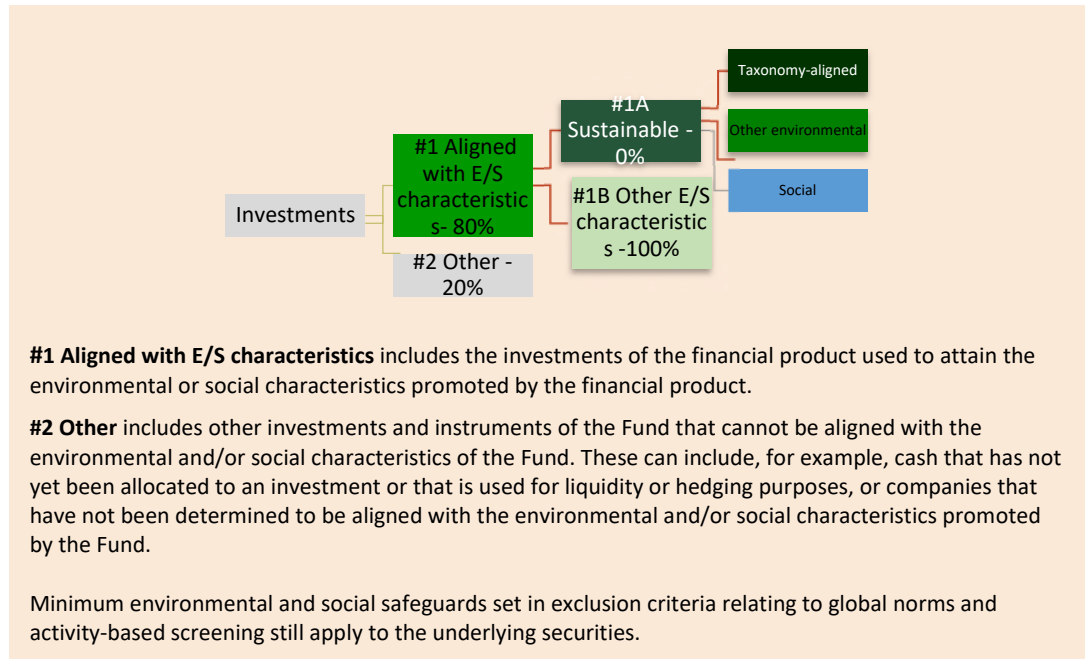 Taxonomy-aligned
#1A
Sustainable -
0%
Other environmental
#1 Aligned
with E/S
characteristic
s- 80%
Social
#1B Other E/S
characteristic
s -100%
Investments
#2 Other -
20%
#1 Aligned with E/S characteristics includes the investments of the financial product used to attain the
environmental or social characteristics promoted by the financial product.
#2 Other includes other investments and instruments of the Fund that cannot be aligned with the
environmental and/or social characteristics of the Fund. These can include, for example, cash that has not
yet been allocated to an investment or that is used for liquidity or hedging purposes, or companies that
have not been determined to be aligned with the environmental and/or social characteristics promoted
by the Fund.
Minimum environmental and social safeguards set in exclusion criteria relating to global norms and
activity-based screening still apply to the underlying securities.